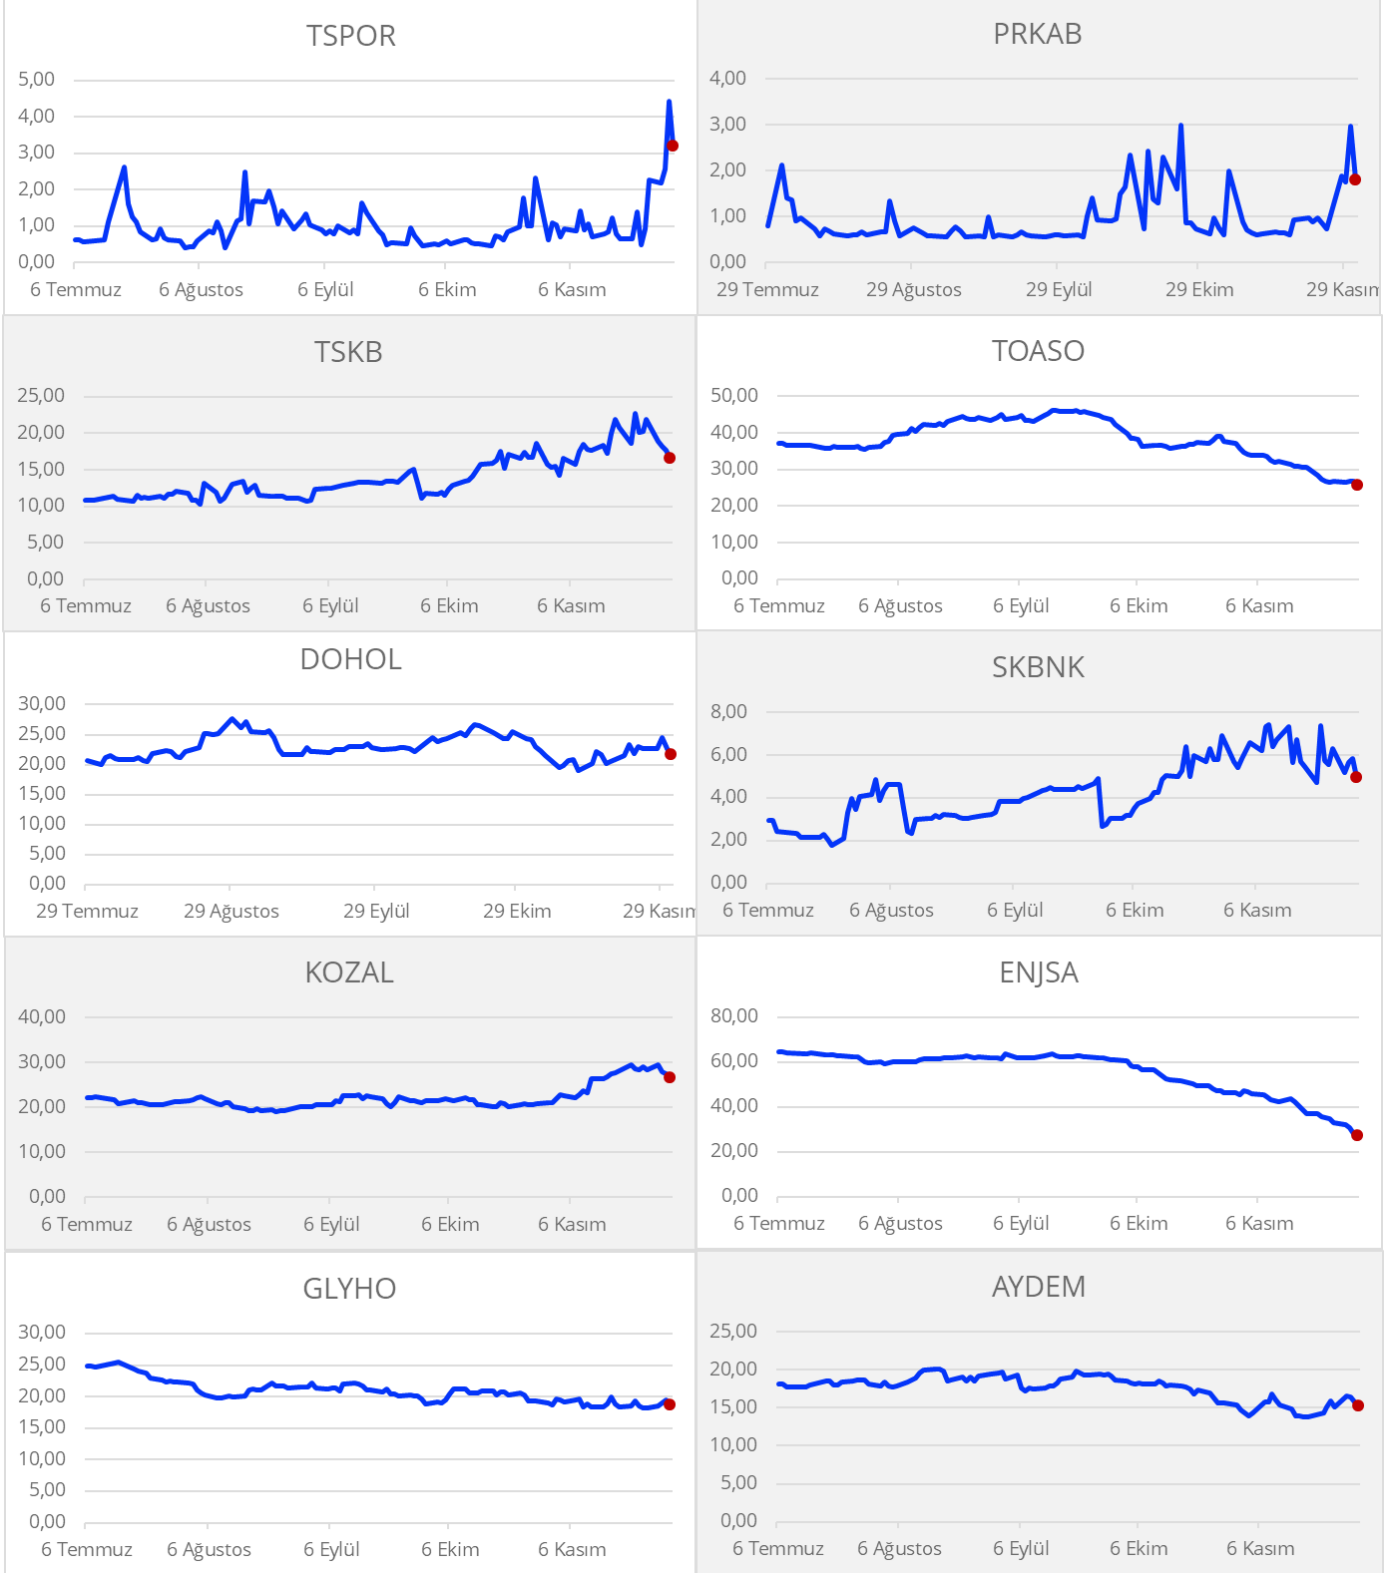 TSPOR
5,00
4,00
3,00
2,00
1,00
0,00
6 Temmuz 6 Ağustos 6 Eylül 6 Ekim 6 Kasım
PRKAB
4,00
3,00
2,00
1,00
0,00
29 Temmuz 29 Ağustos 29 Eylül 29 Ekim 29 Kasım
TSKB
25,00
20,00
15,00
10,00
5,00
0,00
6 Temmuz 6 Ağustos 6 Eylül 6 Ekim 6 Kasım
TOASO
50,00
40,00
30,00
20,00
10,00
0,00
6 Temmuz 6 Ağustos 6 Eylül 6 Ekim 6 Kasım
DOHOL
30,00
25,00
20,00
15,00
10,00
5,00
0,00
29 Temmuz 29 Ağustos 29 Eylül 29 Ekim 29 Kasım
SKBNK
8,00
6,00
4,00
2,00
0,00
6 Temmuz 6 Ağustos 6 Eylül 6 Ekim 6 Kasım
KOZAL
40,00
30,00
20,00
10,00
0,00
6 Temmuz 6 Ağustos 6 Eylül 6 Ekim 6 Kasım
ENJSA
80,00
60,00
40,00
20,00
0,00
6 Temmuz 6 Ağustos 6 Eylül 6 Ekim 6 Kasım
GLYHO
30,00
25,00
20,00
15,00
10,00
5,00
0,00
6 Temmuz 6 Ağustos 6 Eylül 6 Ekim 6 Kasım
AYDEM
25,00
20,00
15,00
10,00
5,00
0,00
6 Temmuz 6 Ağustos 6 Eylül 6 Ekim 6 Kasım